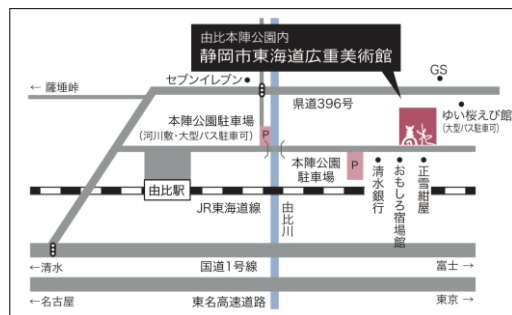 由比本陣公園内
静岡市東海道広重美術館
GS
セブンイレブン
← 薩埵峠
県道396号
ゆい桜えび館
(大型バス駐車可)
本陣公園駐車場
(河川敷・大型バス駐車可)
P
本陣公園
駐車場
P
清水銀行
おもしろ宿場館
正雪紺屋
由比駅
JR東海道線
由比川
←清水
国道1号線
富士→
←名古屋
東名高速道路
東京→